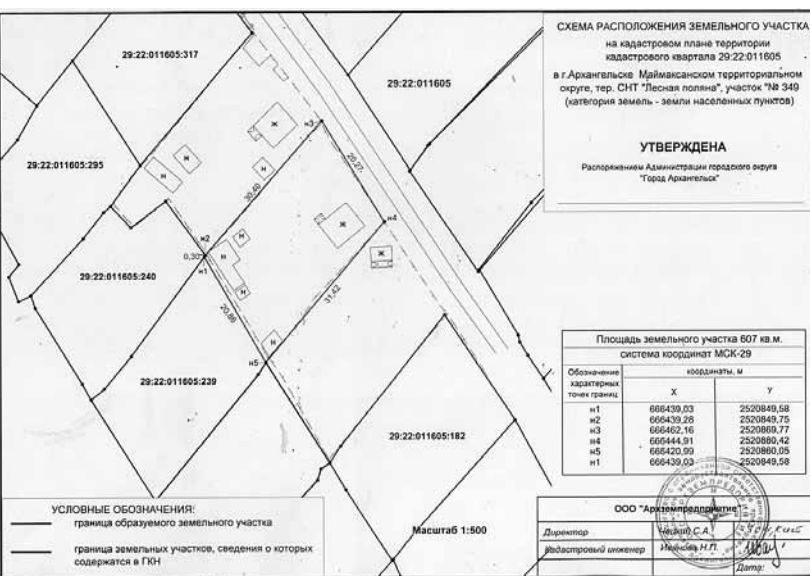 СХЕМА РАСПОЛОЖЕНИЯ ЗЕМЕЛЬНОГО УЧАСТКА
на кадастровом плане территории
кадастрового квартала 29:22:011605
в г.Архангельске Маймаксанском территориальном
округе, тер. СНТ "Лесная поляна", участок "№ 349
(категория земель - земли населенных пунктов)
УТВЕРЖДЕНА
Распоряжением Администрации городского округа
"Город Архангельск"
29:22:011605:317
29:22:011605
29:22:011605:295
29:22:011605:240
29:22:011605:239
29:22:011605:182
н3
20,27
ж
н
н
н
30,40
ж
н4
ж
н2
0,30
н1
н
н
н
20,86
31,42
н
н5
Площадь земельного участка 607 кв.м.
система координат МСК-29
Обозначение характерных точек границ
координаты, м
X Y
н1 666439,03 2520849,58
н2 666439,28 2520849,75
н3 666462,16 2520869,77
н4 666444,91 2520880,42
н5 666420,99 2520860,05
н1 666439,03 2520849,58
УСЛОВНЫЕ ОБОЗНАЧЕНИЯ:
граница образуемого земельного участка
граница земельных участков, сведения о которых
содержатся в ГКН
Масштаб 1:500
ООО "Архземпредприятие"
Директор С.А.
Кадастровый инженер Н.П.
Дата: